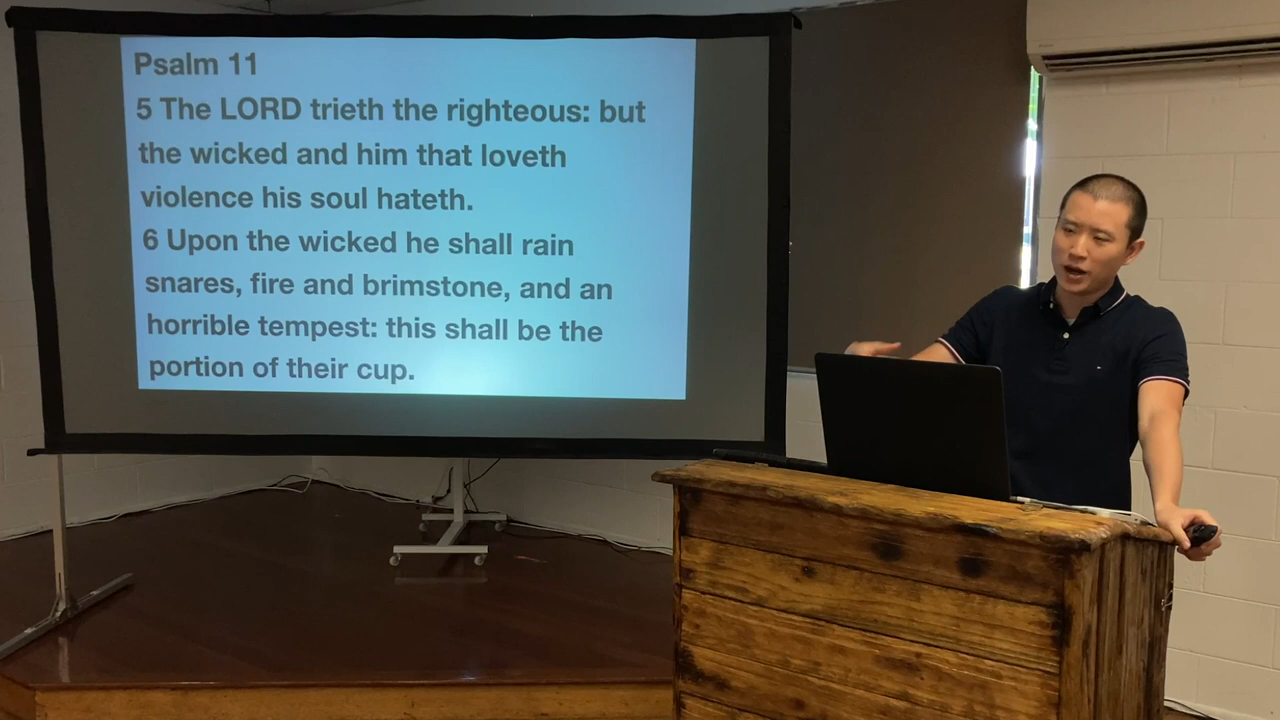 Psalm 11
5 The LORD trieth the righteous: but
the wicked and him that loveth
violence his soul hateth.
6 Upon the wicked he shall rain
snares, fire and brimstone, and an
horrible tempest: this shall be the
portion of their cup.